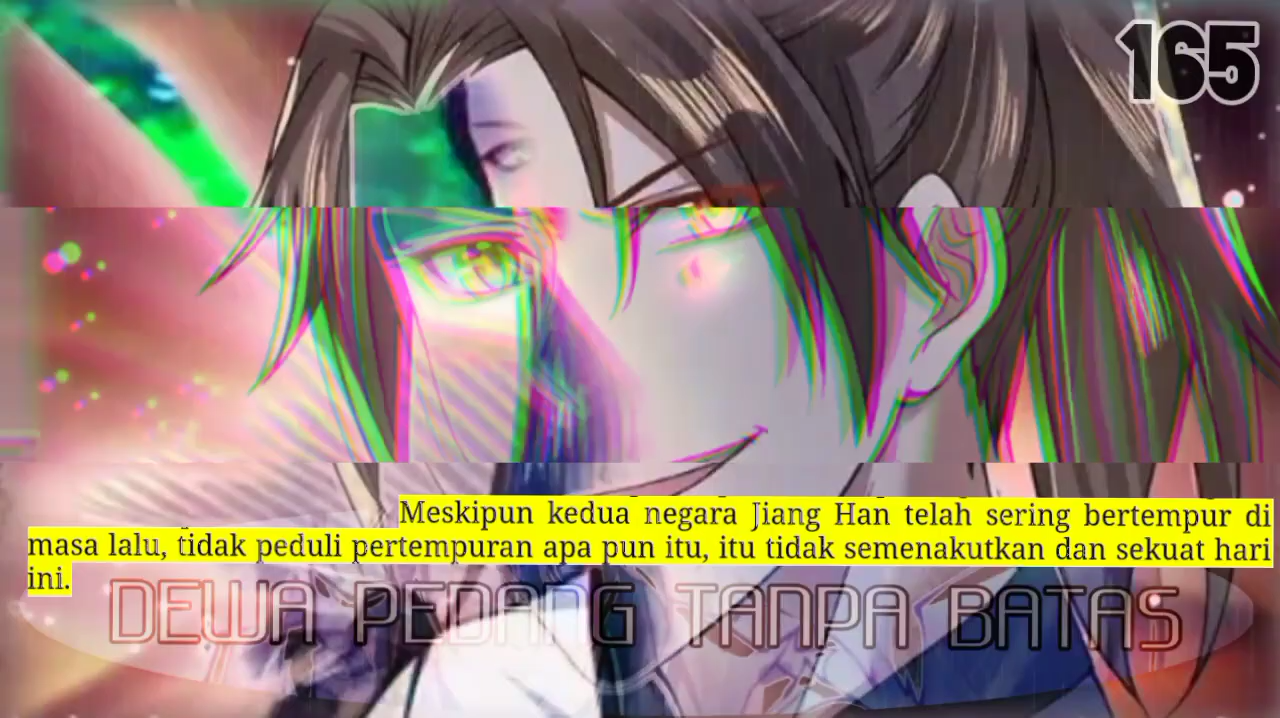 165
Meskipun kedua negara Jiang Han telah sering bertempur di
masa lalu, tidak peduli pertempuran apa pun itu, itu tidak semenakutkan dan sekuat hari
ini.
DEWA PEDANG TANPA BATAS